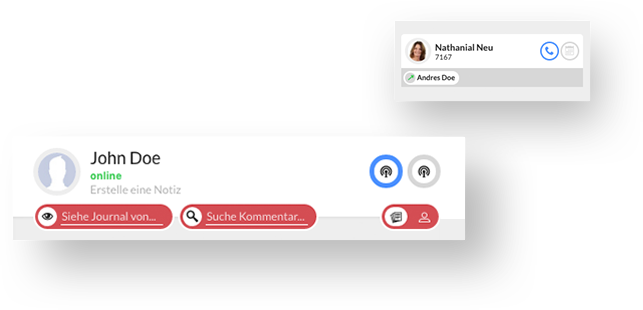 Nathanial Neu
7167
Andres Doe
John Doe
online
Erstelle eine Notiz
Siehe Journal von...
Suche Kommentar...